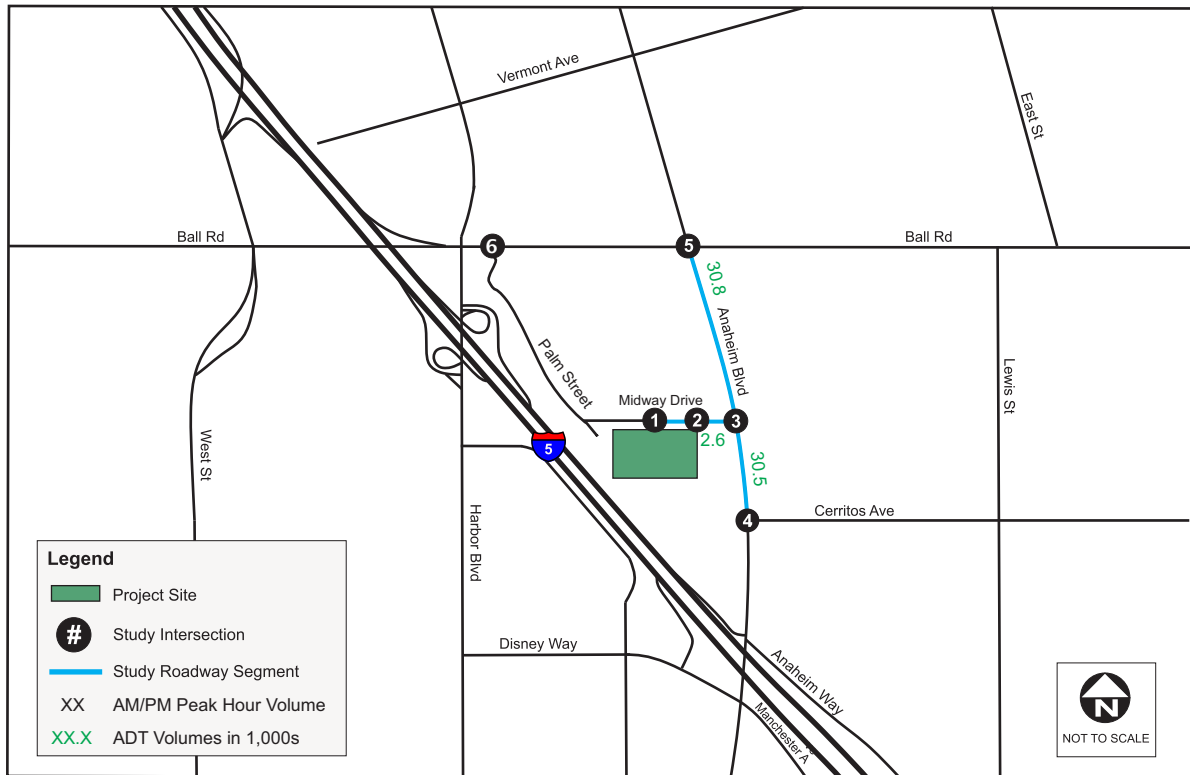 Vermont Ave
East St
Ball Rd
6
5
Ball Rd
30.8
Anaheim Blvd
Palm Street
Midway Drive
1
2
3
2.6
Lewis St
5
West St
30.5
4
Cerritos Ave
Harbor Blvd
Disney Way
Anaheim Way
Manchester A
Legend
Project Site
#
Study Intersection
Study Roadway Segment
XX
AM/PM Peak Hour Volume
XX.X
ADT Volumes in 1,000s
N
NOT TO SCALE